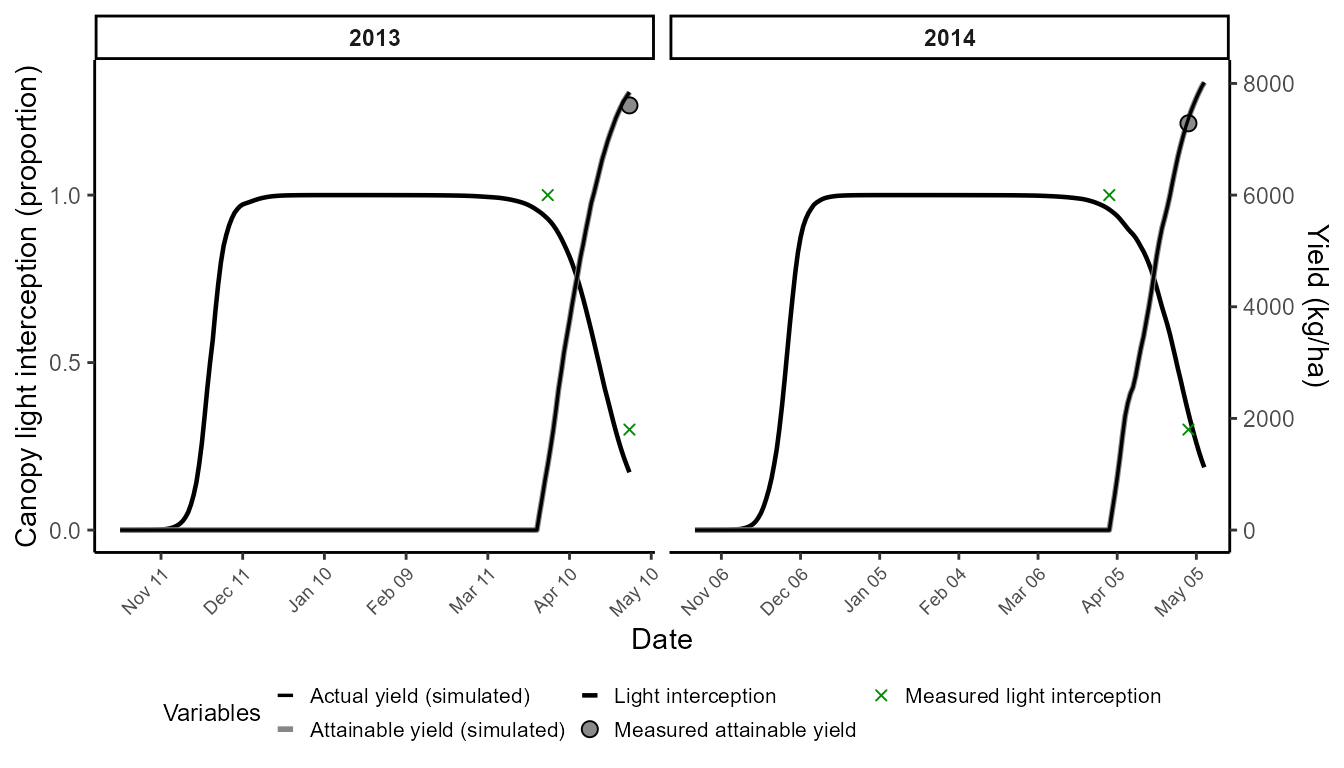 2013
2014
Canopy light interception (proportion)
1.0
0.5
0.0
8000
6000
4000
2000
0
Yield (kg/ha)
Nov 11
Dec 11
Jan 10
Feb 09
Mar 11
Apr 10
May 10
Nov 06
Dec 06
Jan 05
Feb 04
Mar 06
Apr 05
May 05
Date
Variables
Actual yield (simulated)
Light interception
Measured light interception
Attainable yield (simulated)
Measured attainable yield